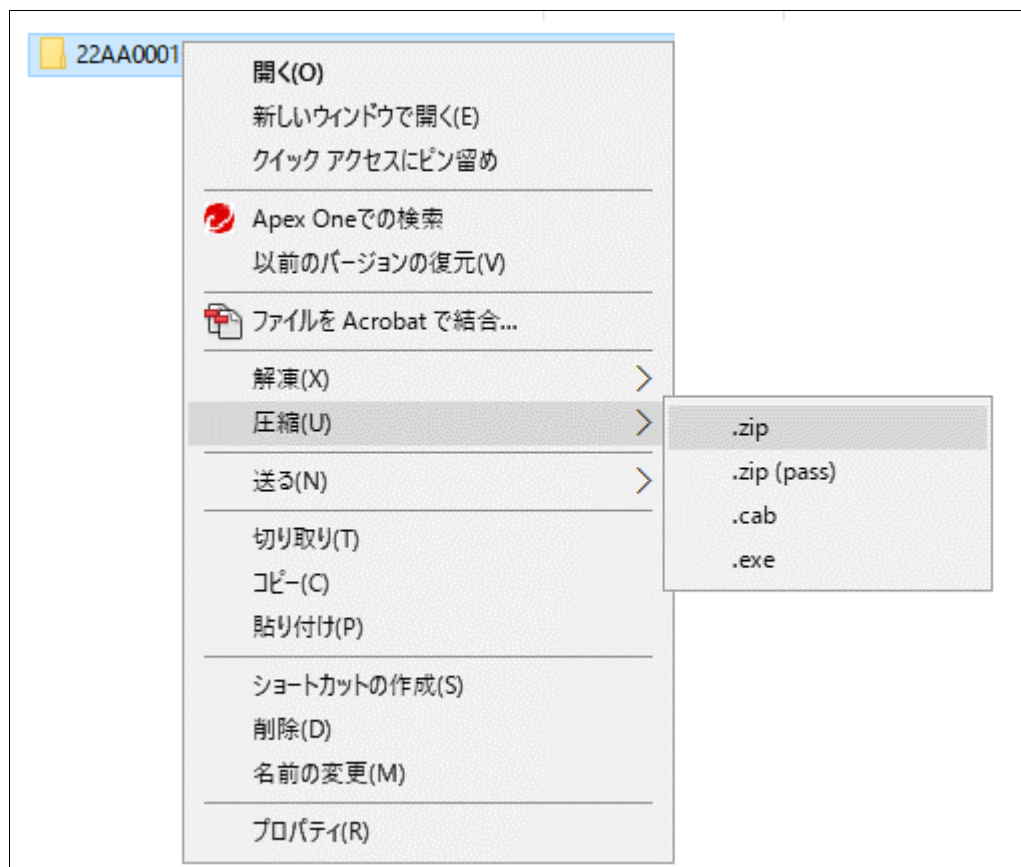 22AA0001
開く(O)
新しいウィンドウで開く(E)
クイック アクセスにピン留め
Apex Oneでの検索
以前のバージョンの復元(V)
ファイルを Acrobat で結合...
解凍(X)
圧縮(U)
.zip
.zip (pass)
.cab
.exe
送る(N)
切り取り(T)
コピー(C)
貼り付け(P)
ショートカットの作成(S)
削除(D)
名前の変更(M)
プロパティ(R)